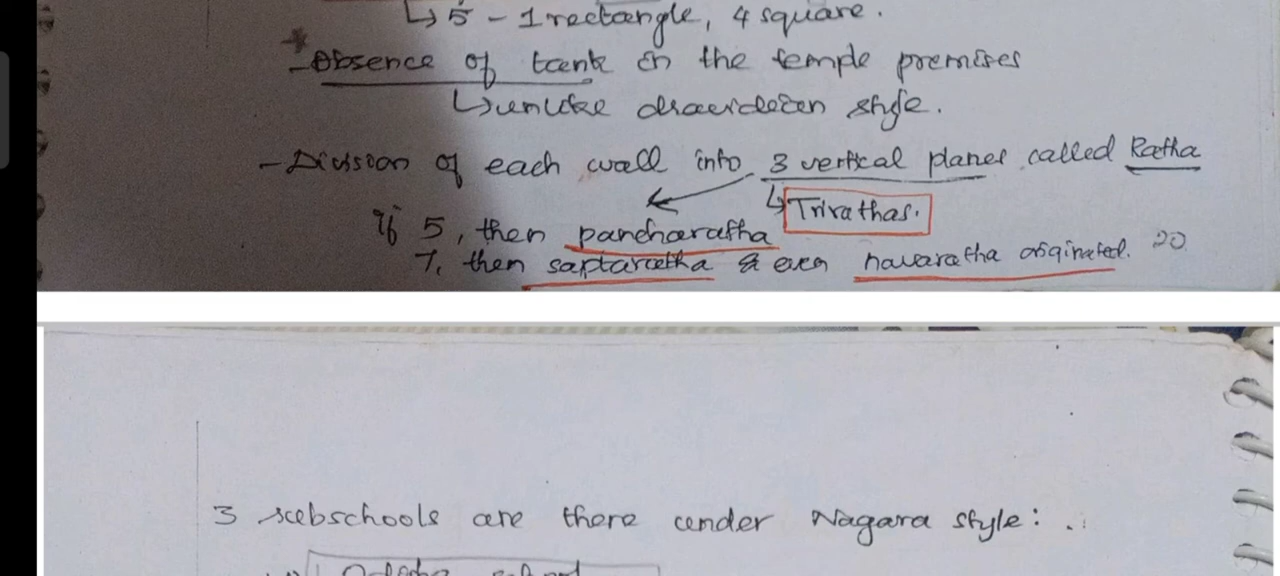 ↳ 5 - 1 rectangle, 4 square.
* - Absence of tank in the temple premises
↳ unlike dravidian style.
- Division of each wall into 3 vertical planes called Ratha
↳ Trirathas.
If 5, then pancharatha
7, then saptaratha & even navaratha originated. 20
3 subschools are there under Nagara style:
school